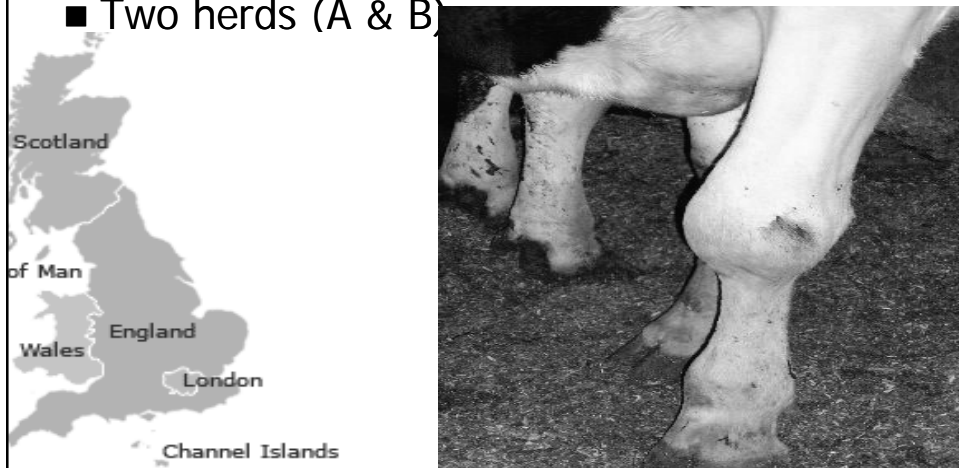 ■ Two herds (A & B)
Scotland
of Man
England
Wales
London
Channel Islands